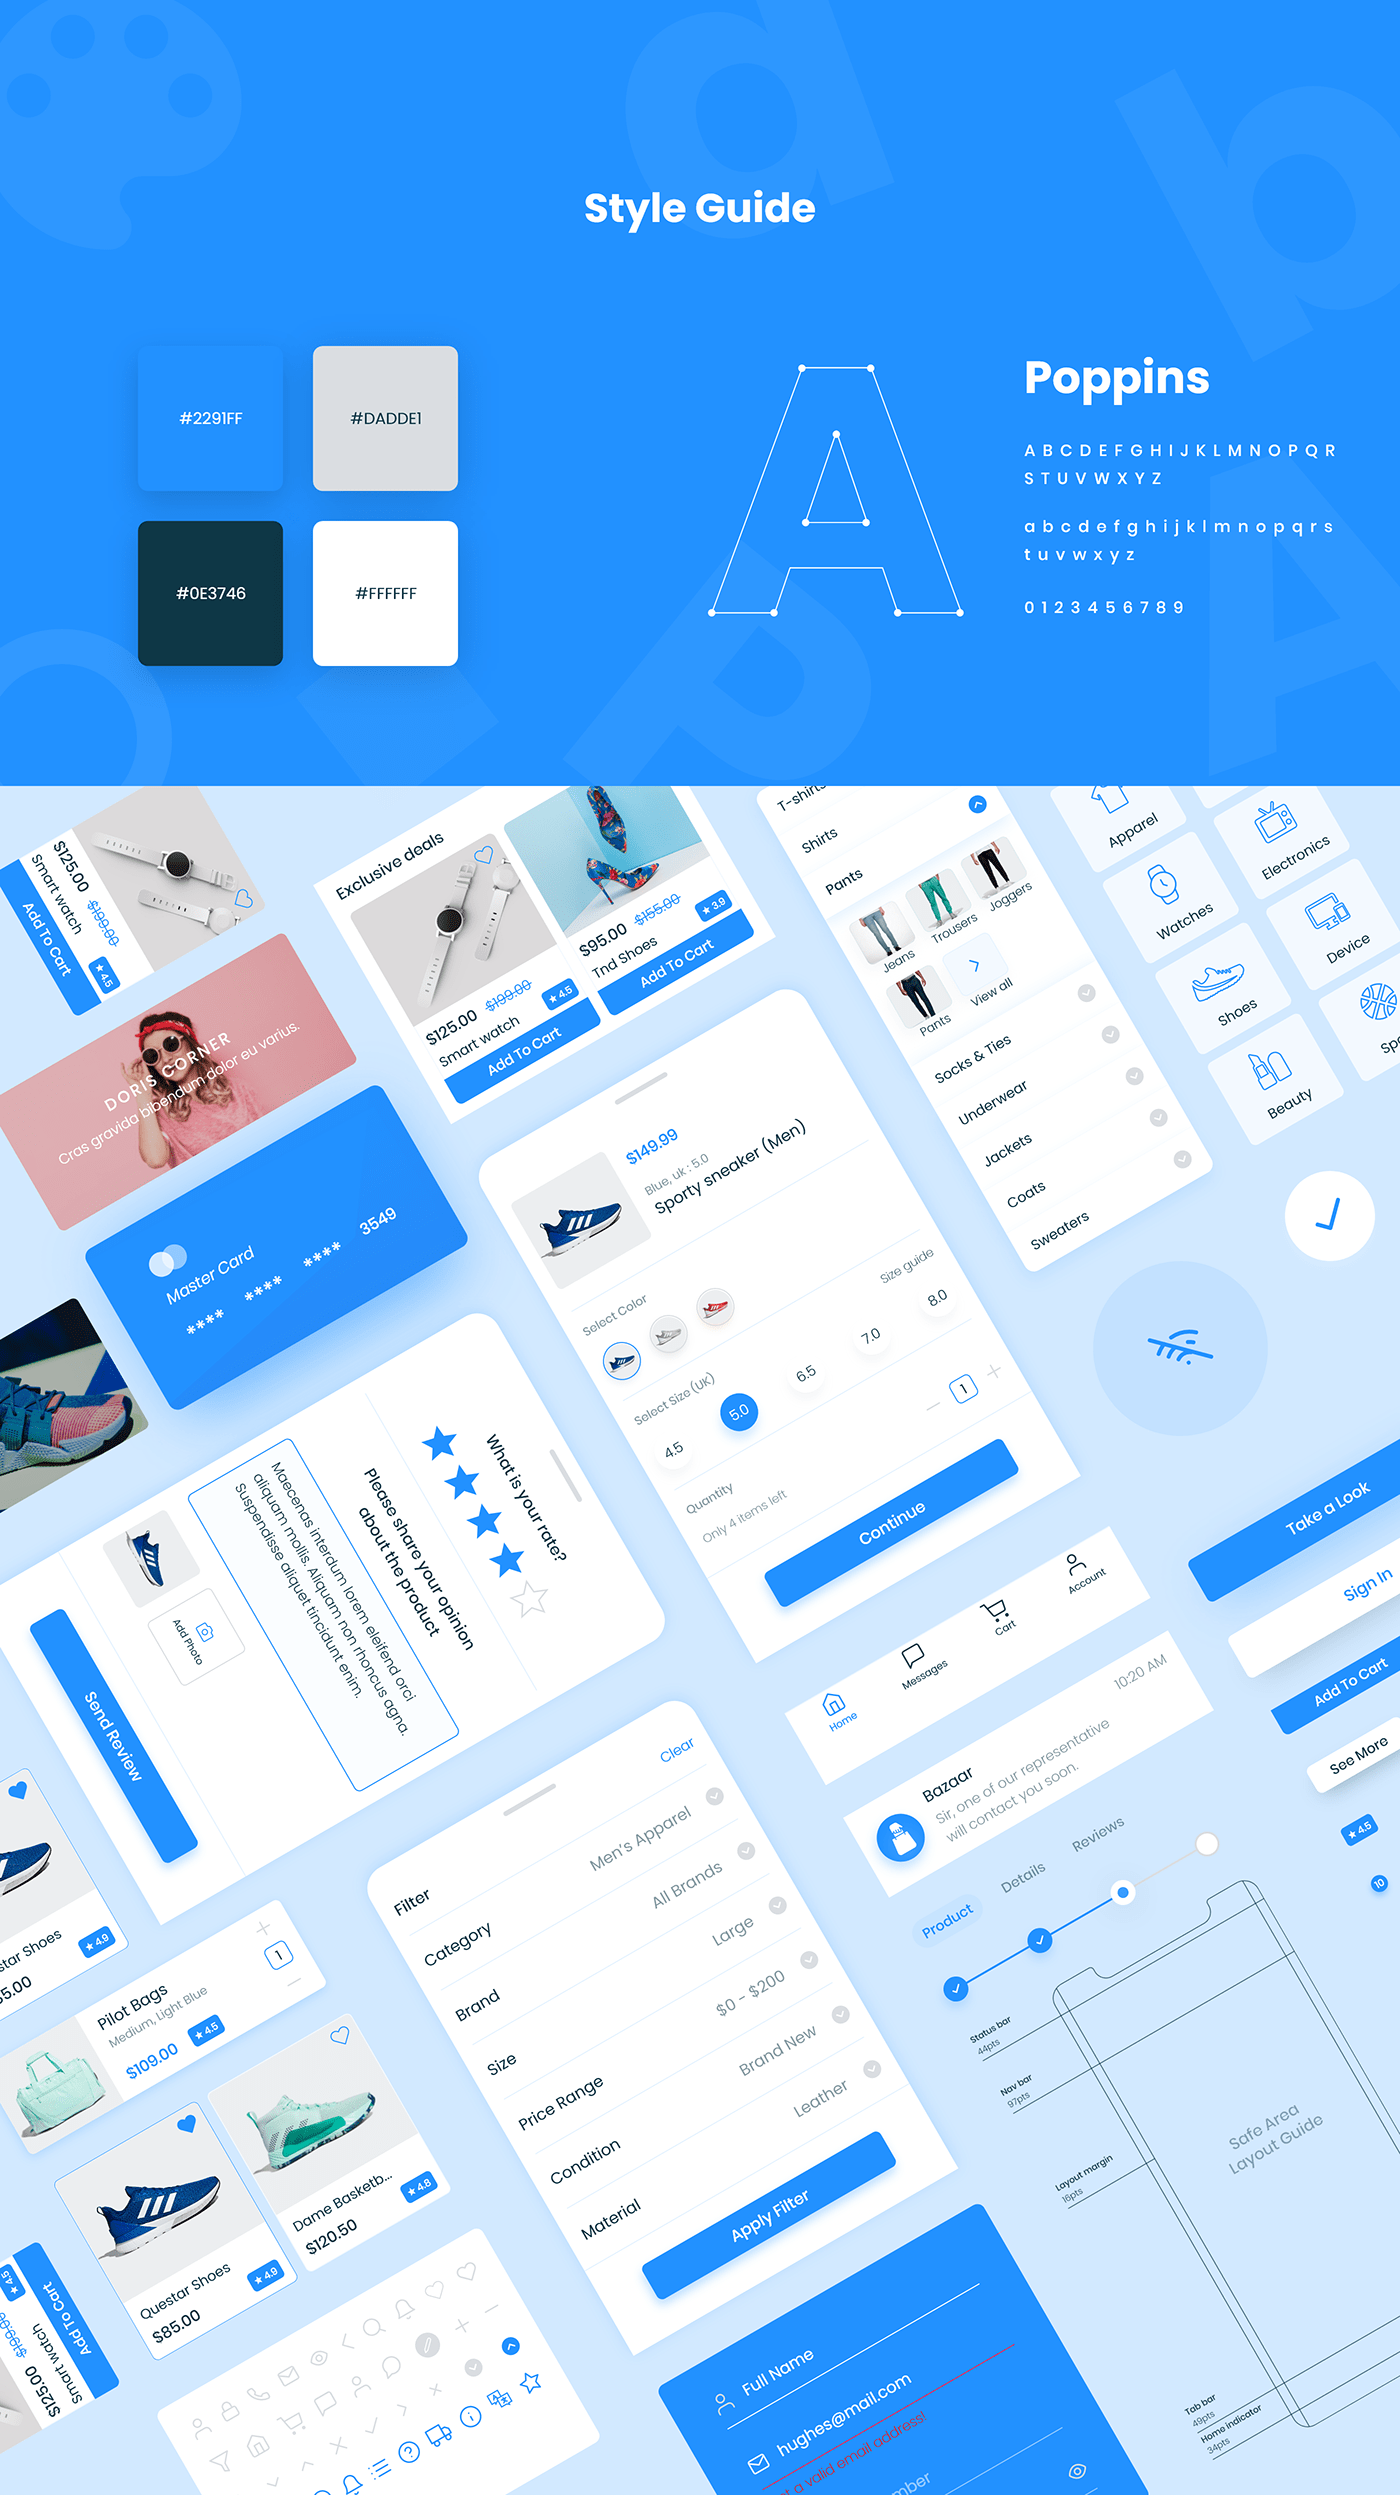 Style Guide
#2291FF
#DADDE1
#0E3746
#FFFFFF
Poppins
A B C D E F G H I J K L M N O P Q R
S T U V W X Y Z
a b c d e f g h i j k l m n o p q r s
t u v w x y z
0 1 2 3 4 5 6 7 8 9
$125.00 $199.00
Smart watch
4.5
Add To Cart
Exclusive deals
$125.00 $199.00
Smart watch
4.5
Add To Cart
$95.00 $155.00
Tnd Shoes
3.9
Add To Cart
T-shirts
Shirts
Pants
Jeans
Trousers
Joggers
Pants
View all
Socks & Ties
Underwear
Jackets
Coats
Sweaters
Apparel
Electronics
Watches
Device
Shoes
Beauty
DORIS CORNER
Cras gravida bibendum dolor eu varius.
Master Card
**** **** **** 3549
$149.99
Blue, uk : 5.0
Sporty sneaker (Men)
Select Color
Size guide
Select Size (UK)
4.5
5.0
6.5
7.0
8.0
Quantity
1
Only 4 items left
Continue
What is your rate?
Please share your opinion
about the product
Maecenas interdum lorem eleifend orci
aliquam mollis. Aliquam non rhoncus agna.
Suspendisse aliquet tincidunt enim.
Add Photo
Send Review
Take a Look
Sign In
Add To Cart
See More
4.5
10
Home
Messages
Cart
Account
Bazaar
10:20 AM
Sir, one of our representative
will contact you soon.
Product
Details
Reviews
Filter
Clear
Category
Men's Apparel
Brand
All Brands
Size
Large
Price Range
$0 - $200
Condition
Brand New
Material
Leather
Apply Filter
star Shoes
5.00
4.9
Pilot Bags
Medium, Light Blue
$109.00
4.5
1
Questar Shoes
$85.00
4.9
Dame Basketb...
$120.50
4.8
Add To Cart
smart watch
$125.00 $199.00
4.5
Status bar
44pts
Nav bar
97pts
Layout margin
16pts
Safe Area
Layout Guide
Tab bar
49pts
Home indicator
34pts
Full Name
hughes@mail.com
a valid email address!